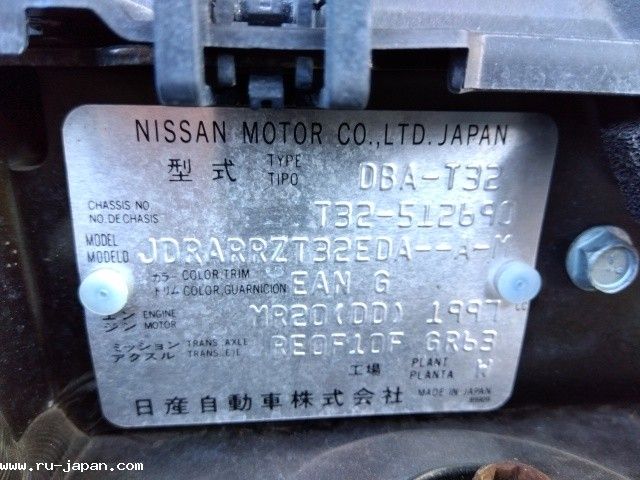 NISSAN MOTOR CO.,LTD. JAPAN
型式 TYPE TIPO DBA-T32
CHASSIS NO NO. DE CHASIS T32-512690
MODEL MODELO JDRARRZT32EDA--A-M
カラー COLOR, TRIM
トリム COLOR, GUARNICION EAN G
エンジン ENGINE MOTOR MR20(DD) 1997 cc
ミッション TRANS. AXLE
アクスル TRANS. EJE RE0F10F GR63
工場 PLANT PLANTA W
日産自動車株式会社 MADE IN JAPAN
www.ru-japan.com